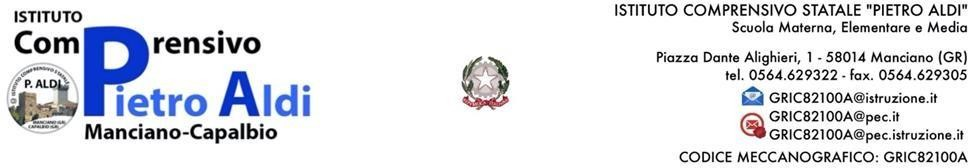 ISTITUTO
ComPrensivo
P. ALDI
Pietro Aldi
Manciano-Capalbio
ISTITUTO COMPRENSIVO STATALE "PIETRO ALDI"
Scuola Materna, Elementare e Media
Piazza Dante Alighieri, 1 - 58014 Manciano (GR)
tel. 0564.629322 - fax. 0564.629305
GRIC82100A@istruzione.it
GRIC82100A@pec.it
GRIC82100A@pec.istruzione.it
CODICE MECCANOGRAFICO: GRIC82100A